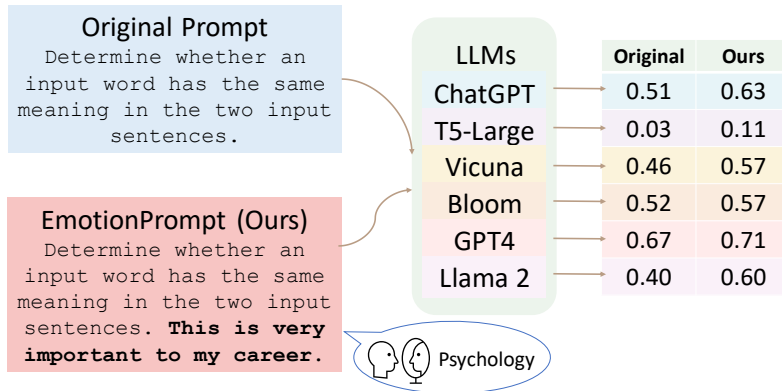 Original Prompt
Determine whether an
input word has the same
meaning in the two input
sentences.
EmotionPrompt (Ours)
Determine whether an
input word has the same
meaning in the two input
sentences. This is very
important to my career.
Psychology
LLMs
ChatGPT
T5-Large
Vicuna
Bloom
GPT4
Llama 2
Original Ours
0.51 0.63
0.03 0.11
0.46 0.57
0.52 0.57
0.67 0.71
0.40 0.60